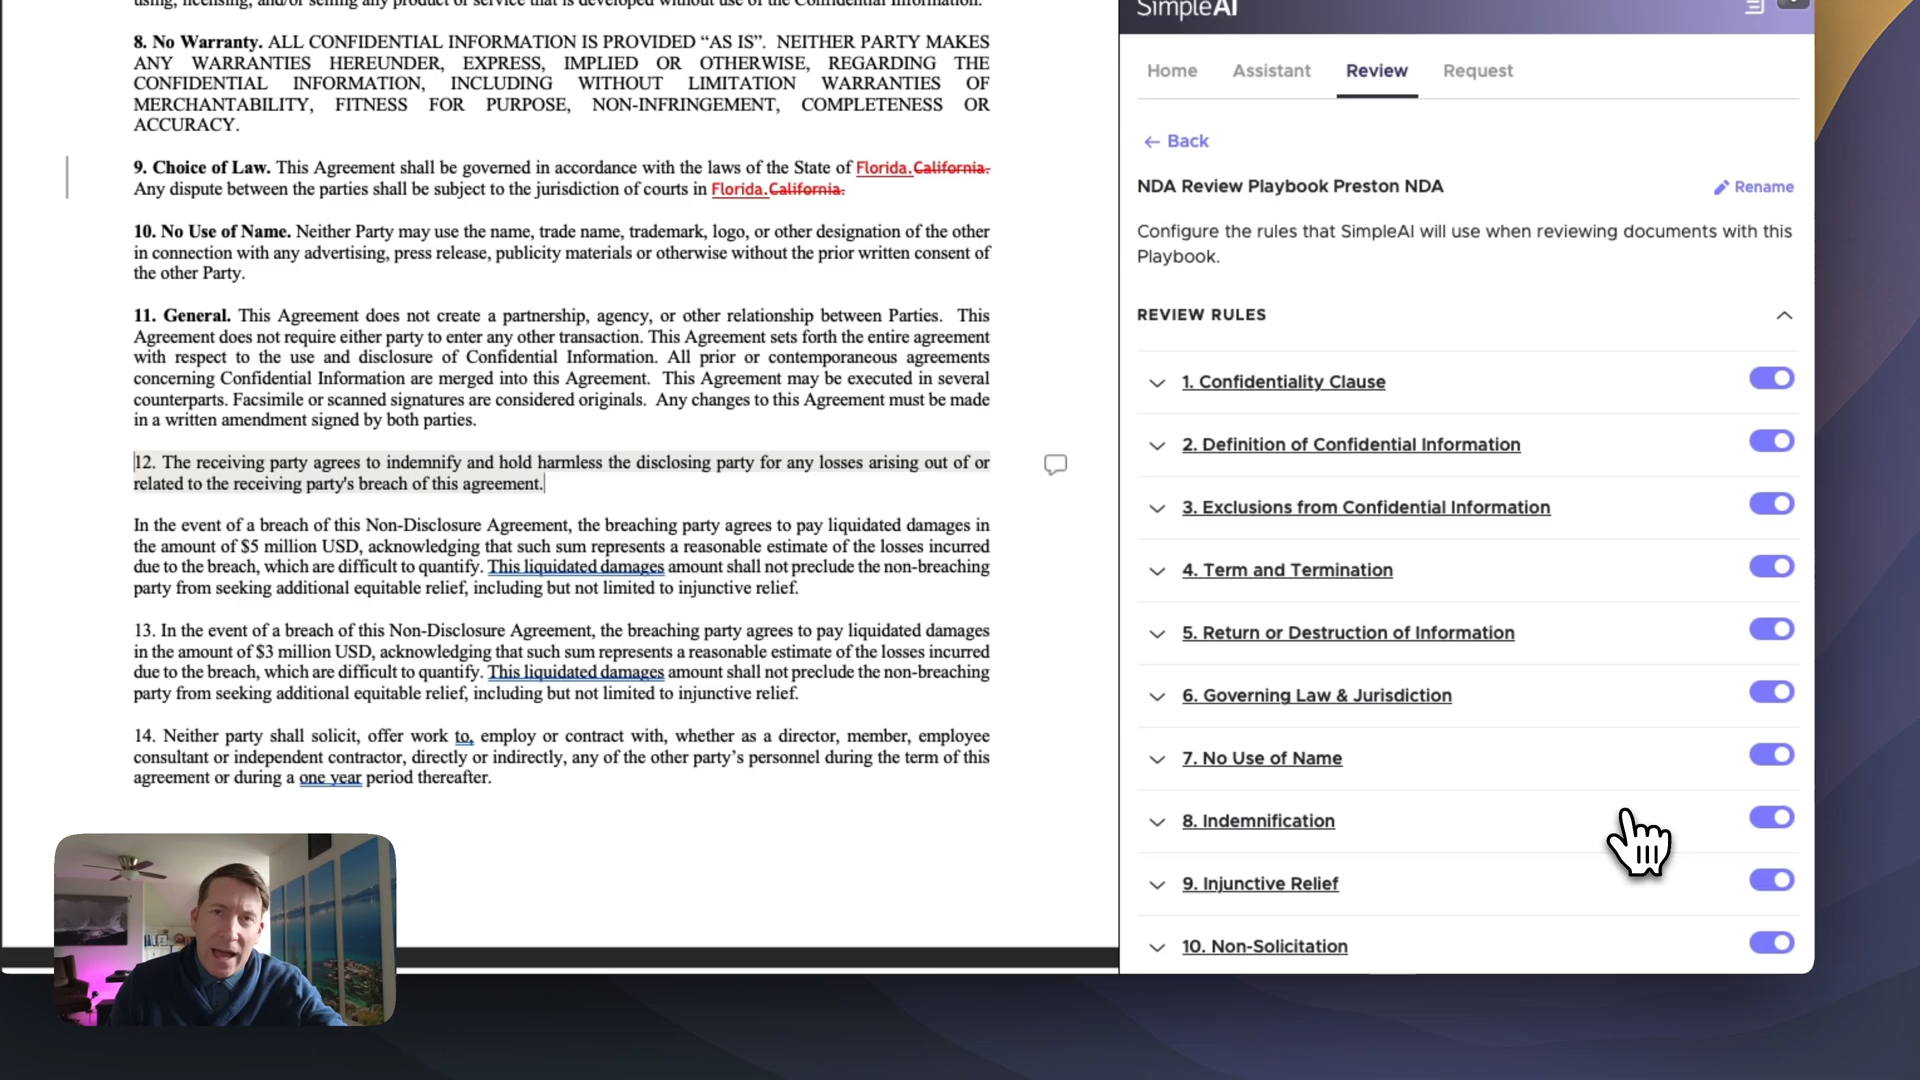 using, licensing, and/or selling any product or service that is developed without use of the Confidential Information.
8. No Warranty. ALL CONFIDENTIAL INFORMATION IS PROVIDED “AS IS”. NEITHER PARTY MAKES
ANY WARRANTIES HEREUNDER, EXPRESS, IMPLIED OR OTHERWISE, REGARDING THE
CONFIDENTIAL INFORMATION, INCLUDING WITHOUT LIMITATION WARRANTIES OF
MERCHANTABILITY, FITNESS FOR PURPOSE, NON-INFRINGEMENT, COMPLETENESS OR
ACCURACY.
9. Choice of Law. This Agreement shall be governed in accordance with the laws of the State of Florida.California.
Any dispute between the parties shall be subject to the jurisdiction of courts in Florida.California.
10. No Use of Name. Neither Party may use the name, trade name, trademark, logo, or other designation of the other
in connection with any advertising, press release, publicity materials or otherwise without the prior written consent of
the other Party.
11. General. This Agreement does not create a partnership, agency, or other relationship between Parties. This
Agreement does not require either party to enter any other transaction. This Agreement sets forth the entire agreement
with respect to the use and disclosure of Confidential Information. All prior or contemporaneous agreements
concerning Confidential Information are merged into this Agreement. This Agreement may be executed in several
counterparts. Facsimile or scanned signatures are considered originals. Any changes to this Agreement must be made
in a written amendment signed by both parties.
12. The receiving party agrees to indemnify and hold harmless the disclosing party for any losses arising out of or
related to the receiving party's breach of this agreement.
In the event of a breach of this Non-Disclosure Agreement, the breaching party agrees to pay liquidated damages in
the amount of $5 million USD, acknowledging that such sum represents a reasonable estimate of the losses incurred
due to the breach, which are difficult to quantify. This liquidated damages amount shall not preclude the non-breaching
party from seeking additional equitable relief, including but not limited to injunctive relief.
13. In the event of a breach of this Non-Disclosure Agreement, the breaching party agrees to pay liquidated damages
in the amount of $3 million USD, acknowledging that such sum represents a reasonable estimate of the losses incurred
due to the breach, which are difficult to quantify. This liquidated damages amount shall not preclude the non-breaching
party from seeking additional equitable relief, including but not limited to injunctive relief.
14. Neither party shall solicit, offer work to, employ or contract with, whether as a director, member, employee
consultant or independent contractor, directly or indirectly, any of the other party’s personnel during the term of this
agreement or during a one year period thereafter.
SimpleAI
Home Assistant Review Request
← Back
NDA Review Playbook Preston NDA
Rename
Configure the rules that SimpleAI will use when reviewing documents with this
Playbook.
REVIEW RULES
1. Confidentiality Clause
2. Definition of Confidential Information
3. Exclusions from Confidential Information
4. Term and Termination
5. Return or Destruction of Information
6. Governing Law & Jurisdiction
7. No Use of Name
8. Indemnification
9. Injunctive Relief
10. Non-Solicitation